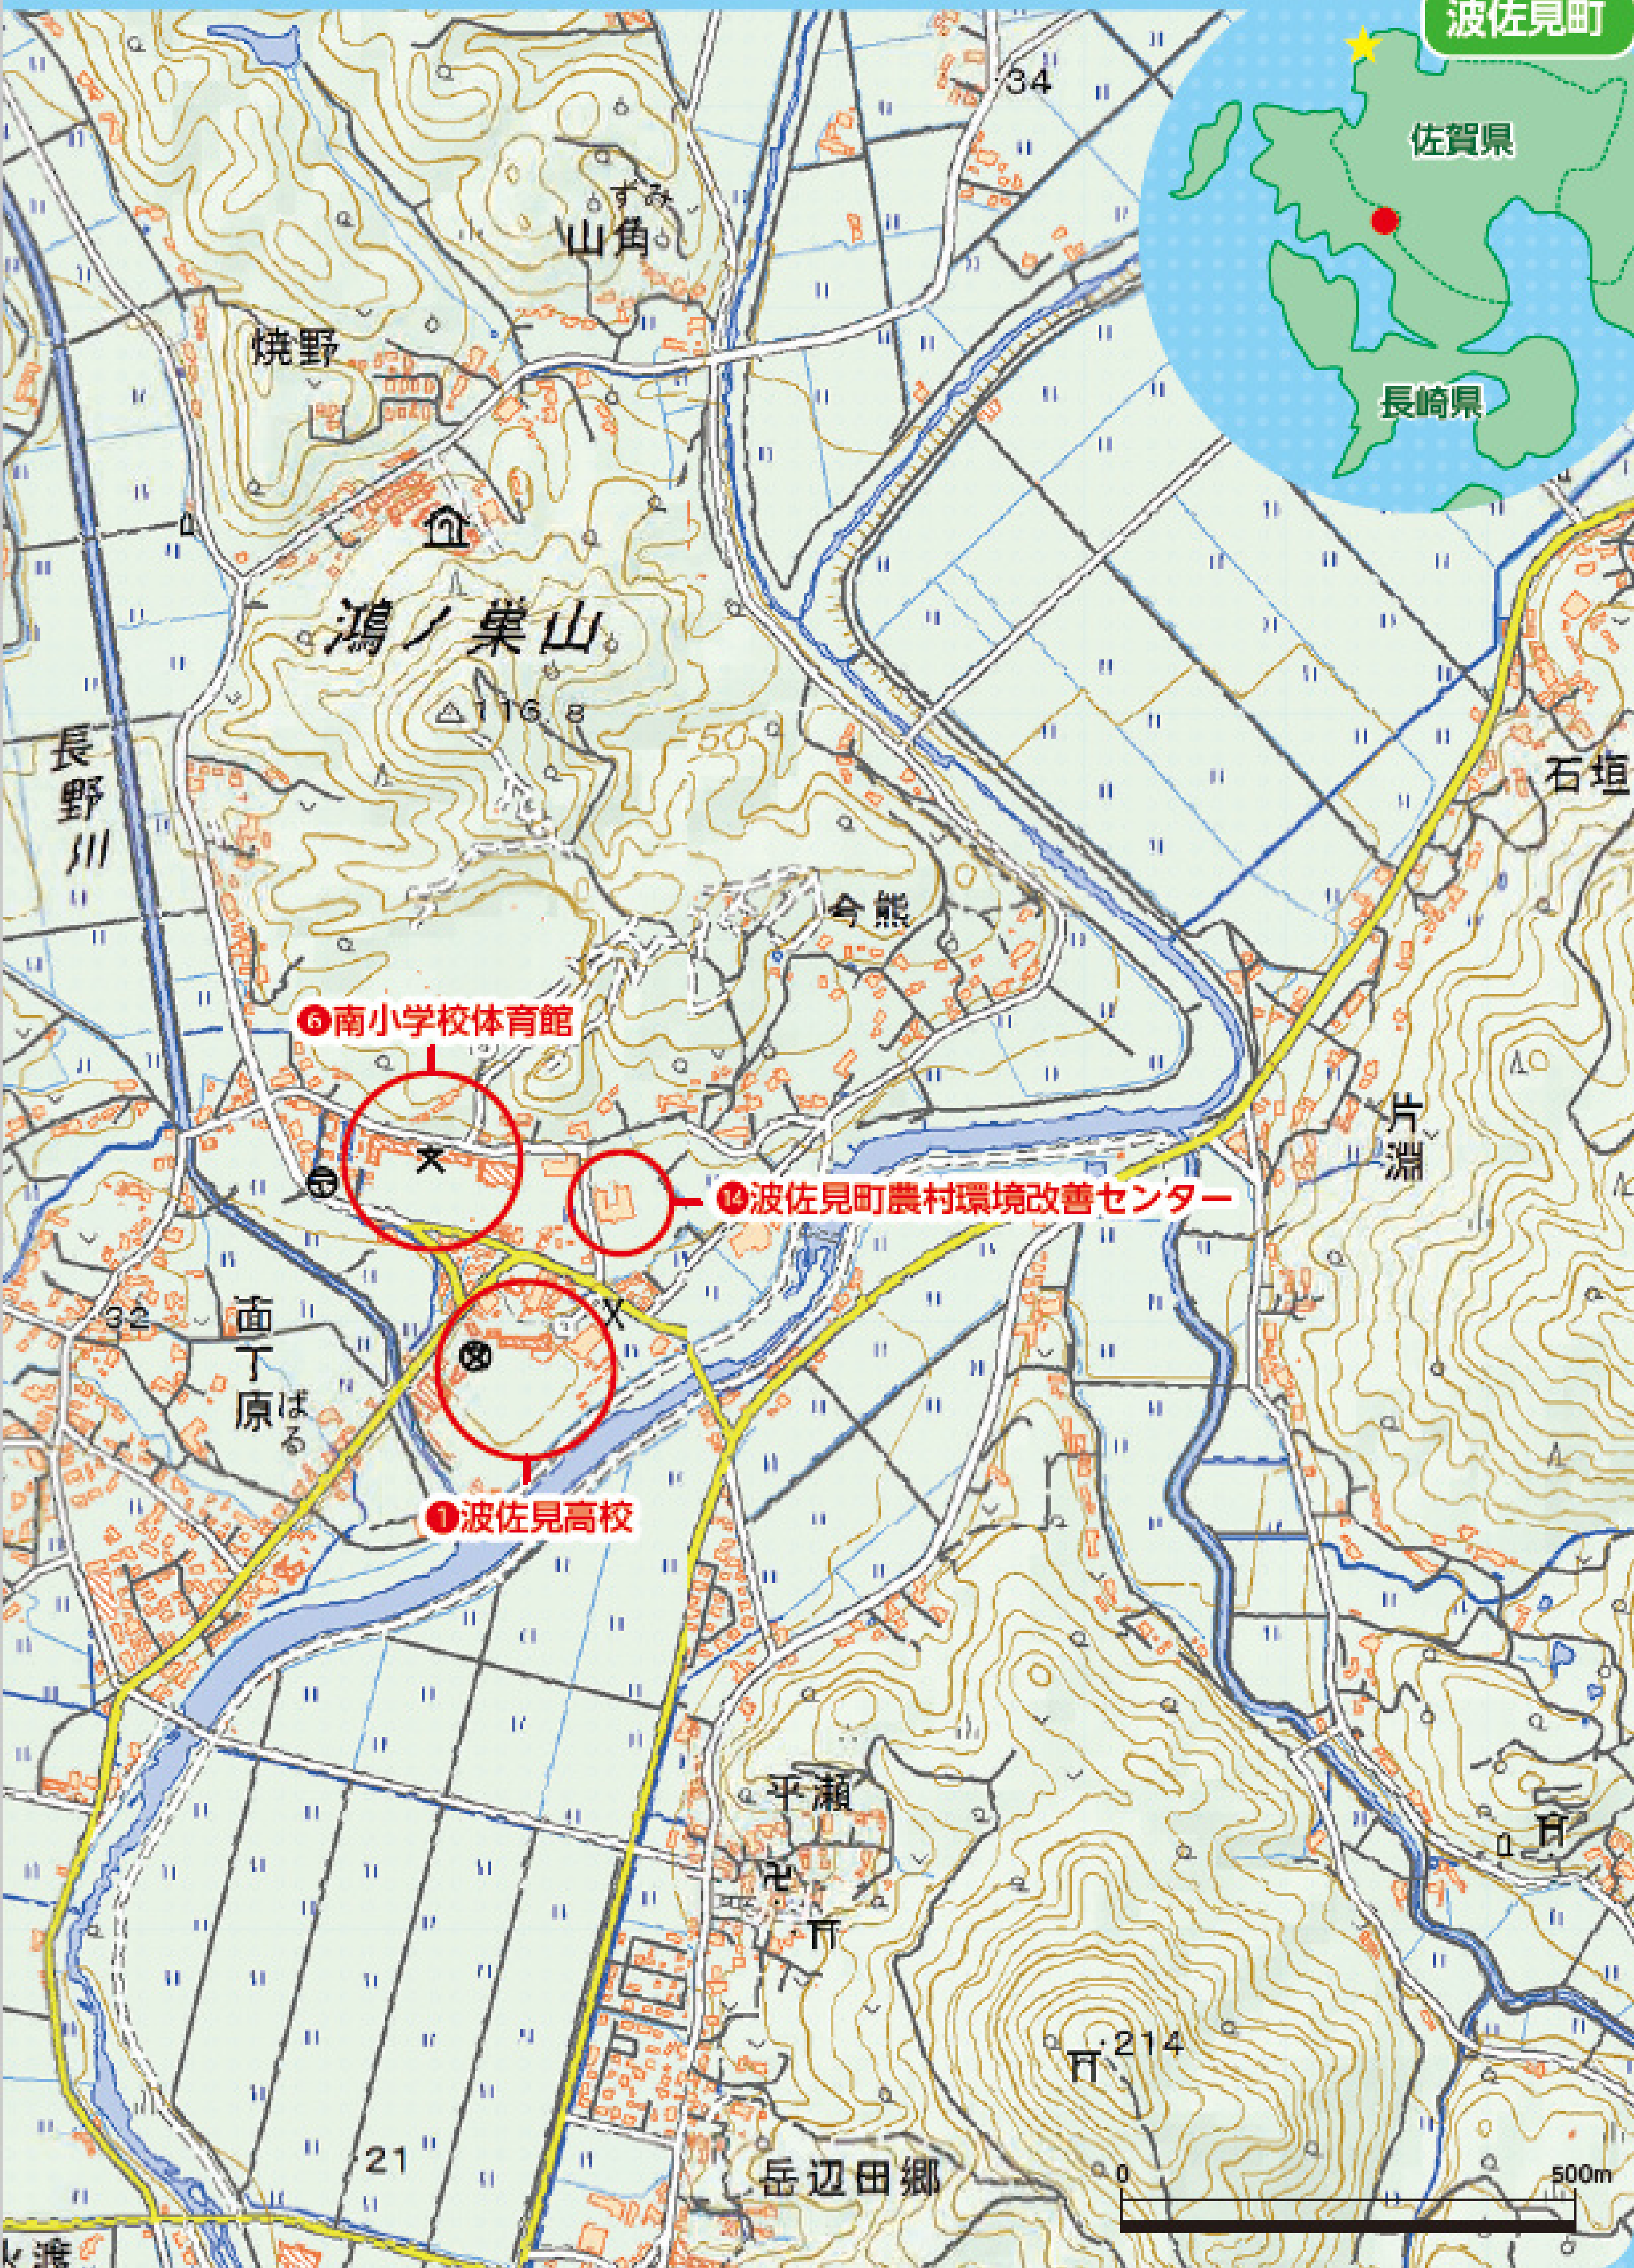 波佐見町
34
佐賀県
ずみ
山角
焼野
長崎県
鴻ノ巣山
116.8
50
石垣
長野川
今熊
❻南小学校体育館
片淵
⓮波佐見町農村環境改善センター
32
面丁原
ばる
❶波佐見高校
平瀬
214
21
岳辺田郷
0
500m